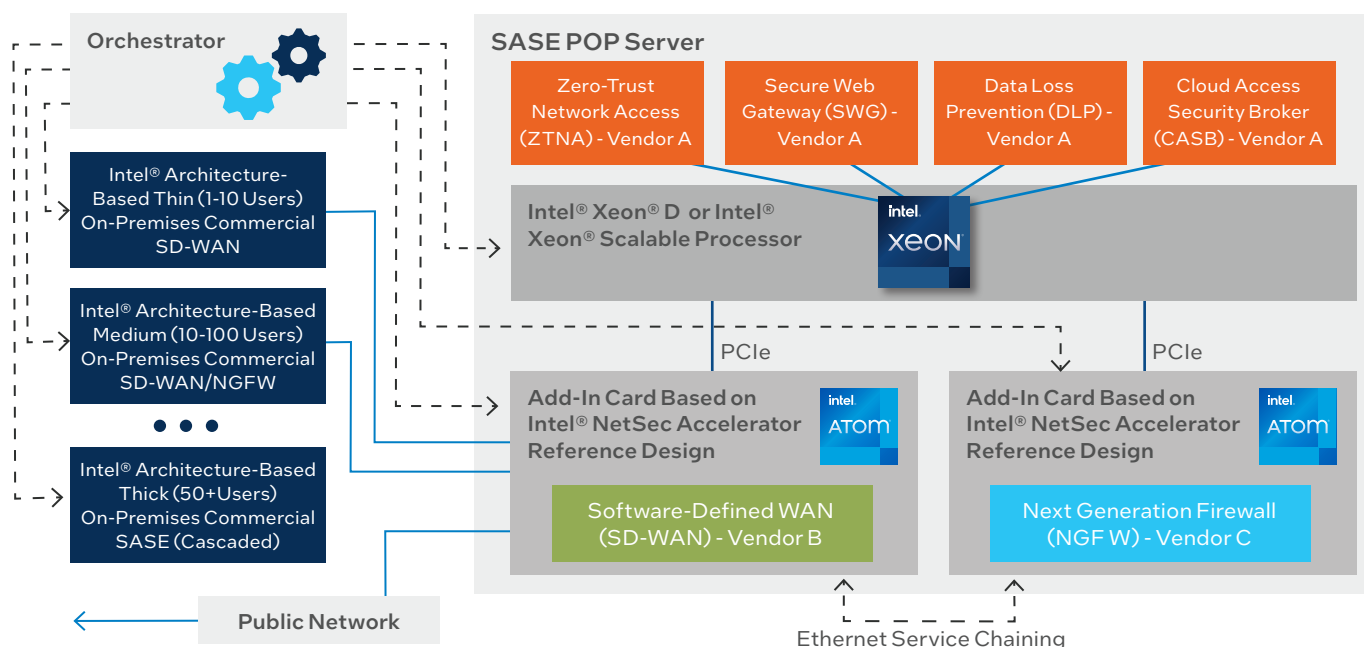 Orchestrator
Intel® Architecture-
Based Thin (1-10 Users)
On-Premises Commercial
SD-WAN
Intel® Architecture-Based
Medium (10-100 Users)
On-Premises Commercial
SD-WAN/NGFW
Intel® Architecture-Based
Thick (50+Users)
On-Premises Commercial
SASE (Cascaded)
Public Network
SASE POP Server
Zero-Trust
Network Access
(ZTNA) - Vendor A
Secure Web
Gateway (SWG) -
Vendor A
Data Loss
Prevention (DLP) -
Vendor A
Cloud Access
Security Broker
(CASB) - Vendor A
Intel® Xeon® D or Intel®
Xeon® Scalable Processor
intel.
xeon
PCIe
PCIe
Add-In Card Based on
Intel® NetSec Accelerator
Reference Design
intel.
ATOM
Software-Defined WAN
(SD-WAN) - Vendor B
Add-In Card Based on
Intel® NetSec Accelerator
Reference Design
intel.
ATOM
Next Generation Firewall
(NGF W) - Vendor C
Ethernet Service Chaining